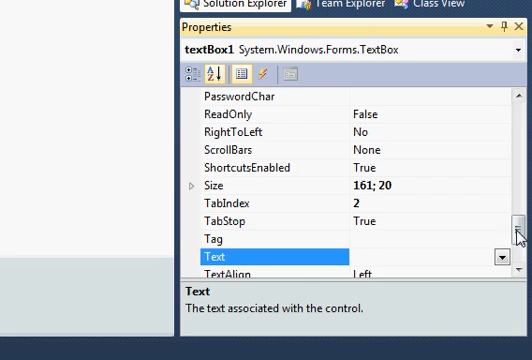 Solution Explorer Team Explorer Class View
Properties
textBox1 System.Windows.Forms.TextBox
PasswordChar
ReadOnly False
RightToLeft No
ScrollBars None
ShortcutsEnabled True
Size 161; 20
TabIndex 2
TabStop True
Tag
Text
TextAlign Left
Text
The text associated with the control.